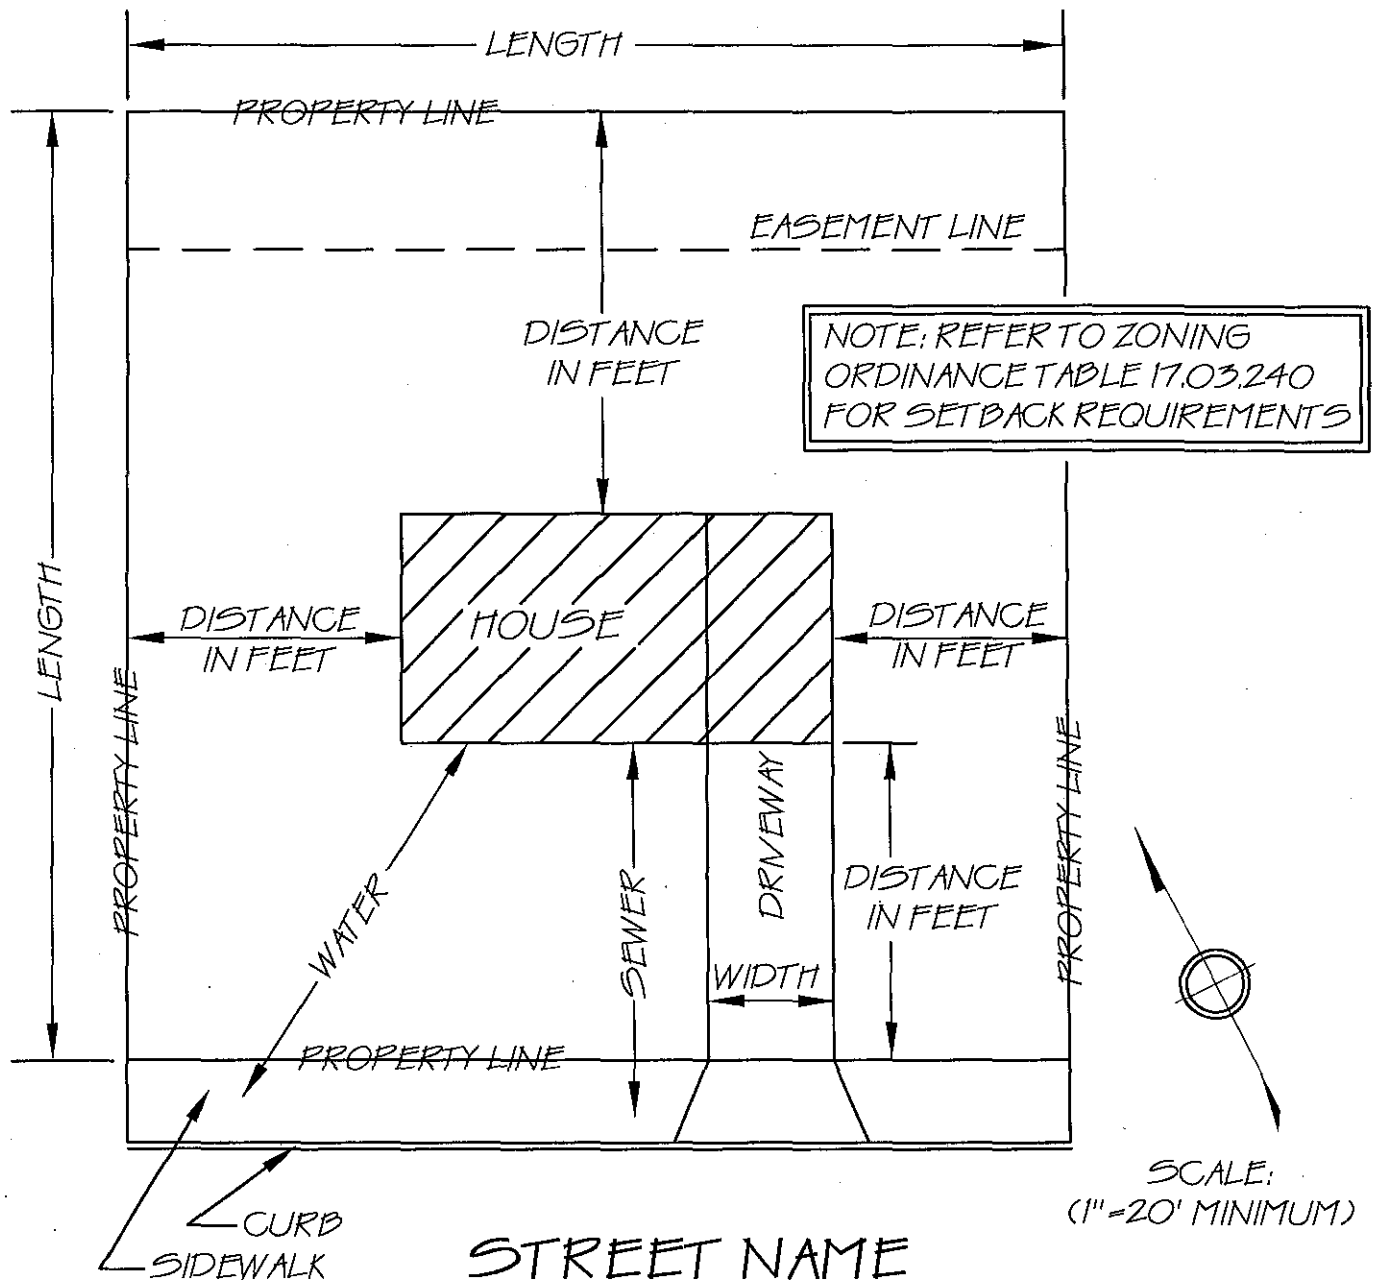 LENGTH
PROPERTY LINE
EASEMENT LINE
DISTANCE
IN FEET
NOTE: REFER TO ZONING
ORDINANCE TABLE 17.03.240
FOR SETBACK REQUIREMENTS
LENGTH
DISTANCE
IN FEET
HOUSE
DISTANCE
IN FEET
PROPERTY LINE
PROPERTY LINE
WATER
SEWER
DRIVEWAY
DISTANCE
IN FEET
WIDTH
PROPERTY LINE
CURB
SIDEWALK
STREET NAME
SCALE:
(1"=20' MINIMUM)